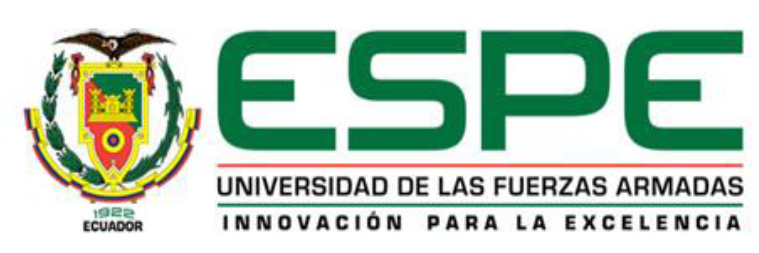 ESPE
UNIVERSIDAD DE LAS FUERZAS ARMADAS
INNOVACIÓN PARA LA EXCELENCIA
1922
ECUADOR